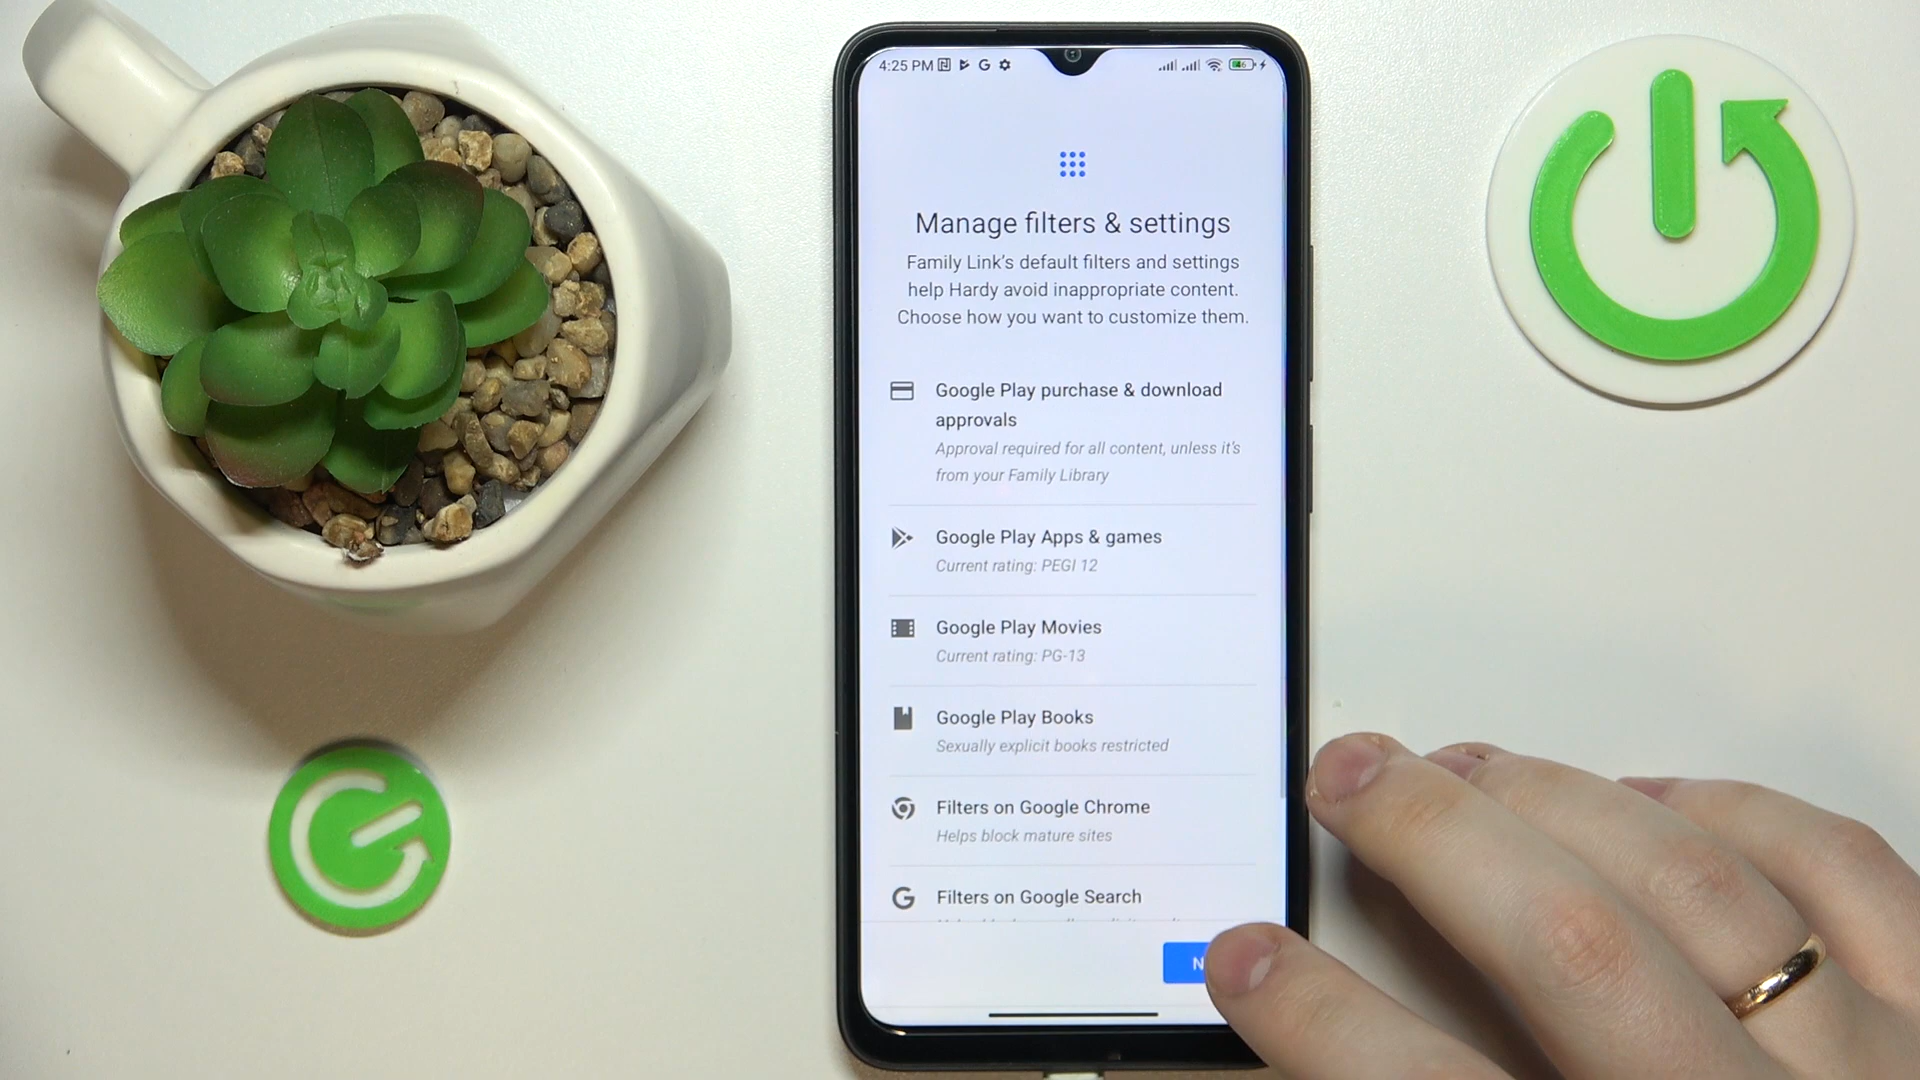 4:25 PM
46
Manage filters & settings
Family Link's default filters and settings
help Hardy avoid inappropriate content.
Choose how you want to customize them.
Google Play purchase & download
approvals
Approval required for all content, unless it's
from your Family Library
Google Play Apps & games
Current rating: PEGI 12
Google Play Movies
Current rating: PG-13
Google Play Books
Sexually explicit books restricted
Filters on Google Chrome
Helps block mature sites
Filters on Google Search